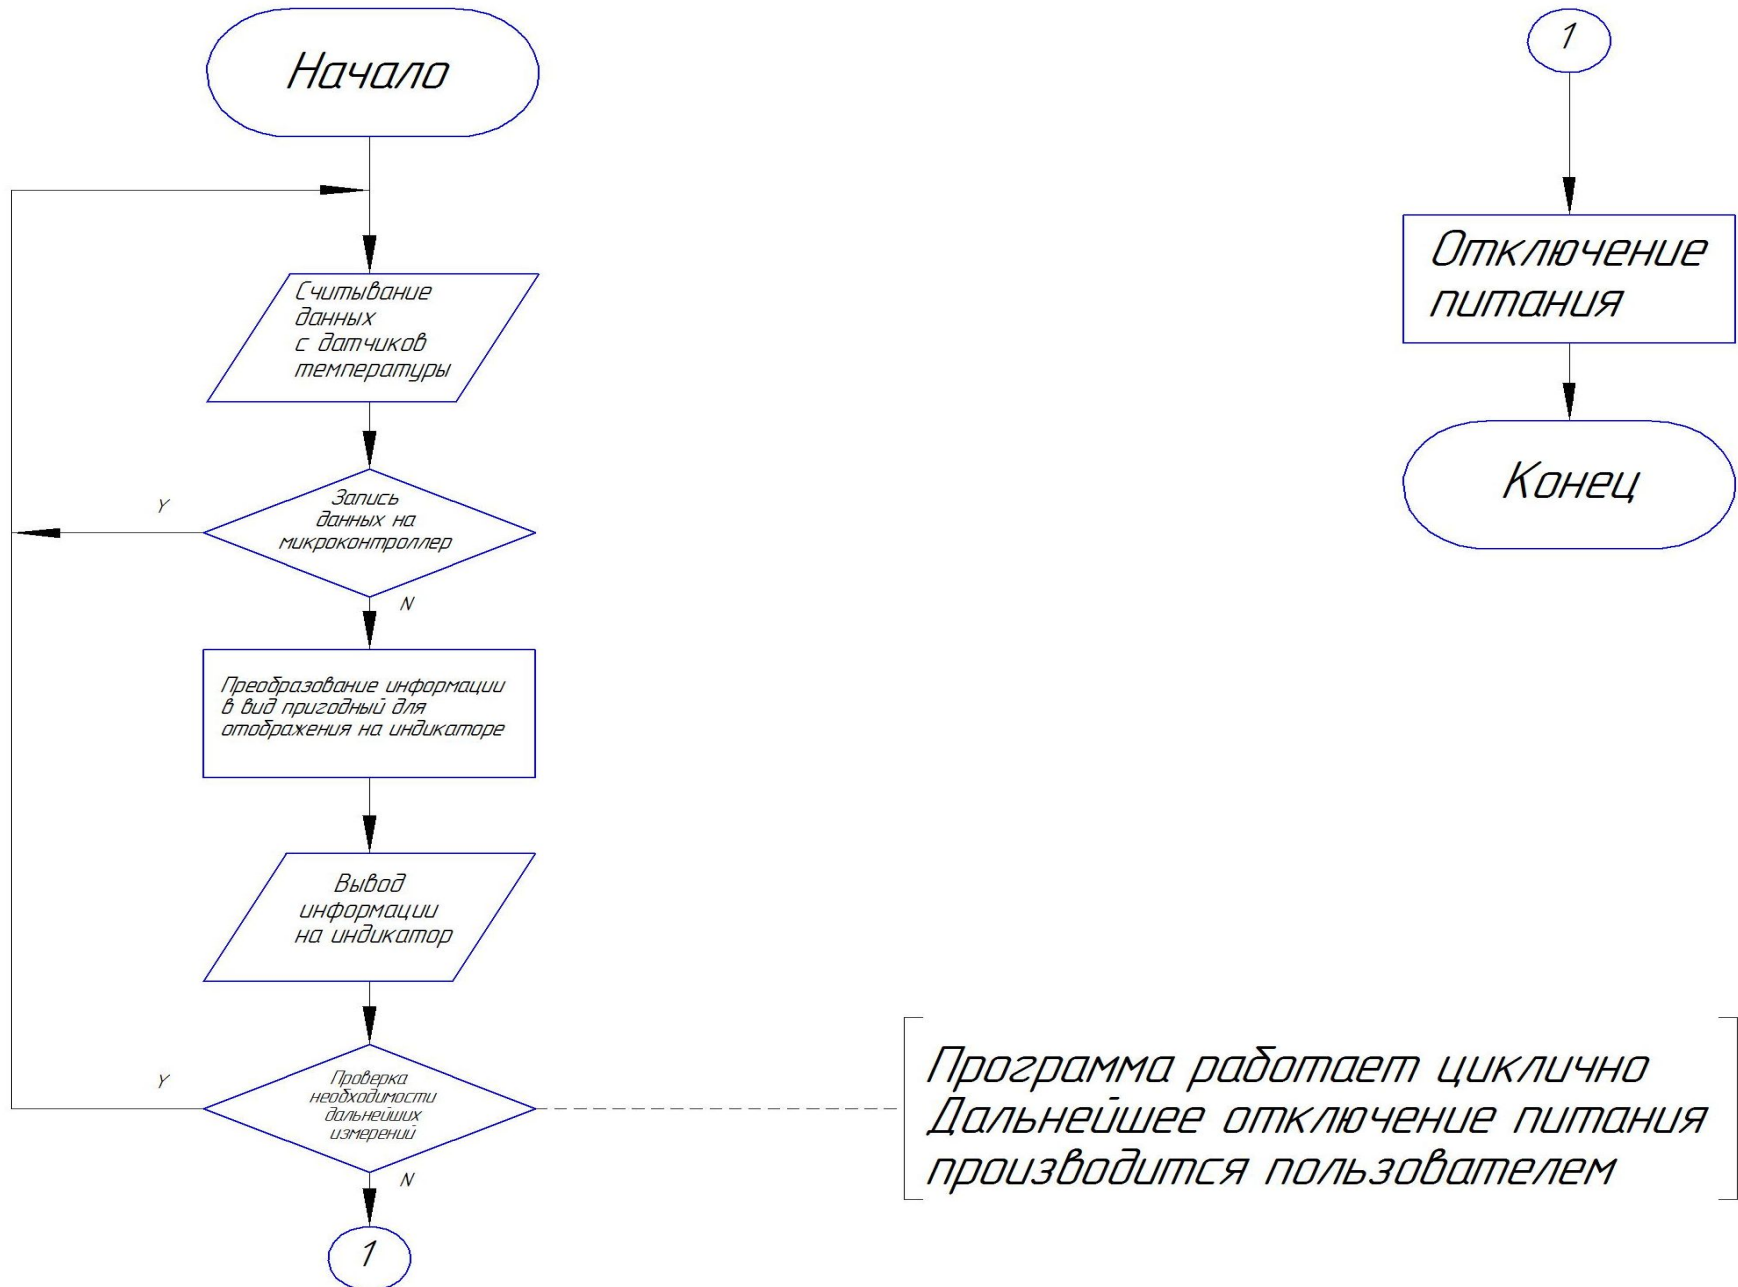 Начало
Считывание
данных
с датчиков
температуры
Y
Запись
данных на
микроконтроллер
N
Преобразование информации
в вид пригодный для
отображения на индикаторе
Вывод
информации
на индикатор
Y
Проверка
необходимости
дальнейших
измерений
N
1
1
Отключение
питания
Конец
Программа работает циклично
Дальнейшее отключение питания
производится пользователем